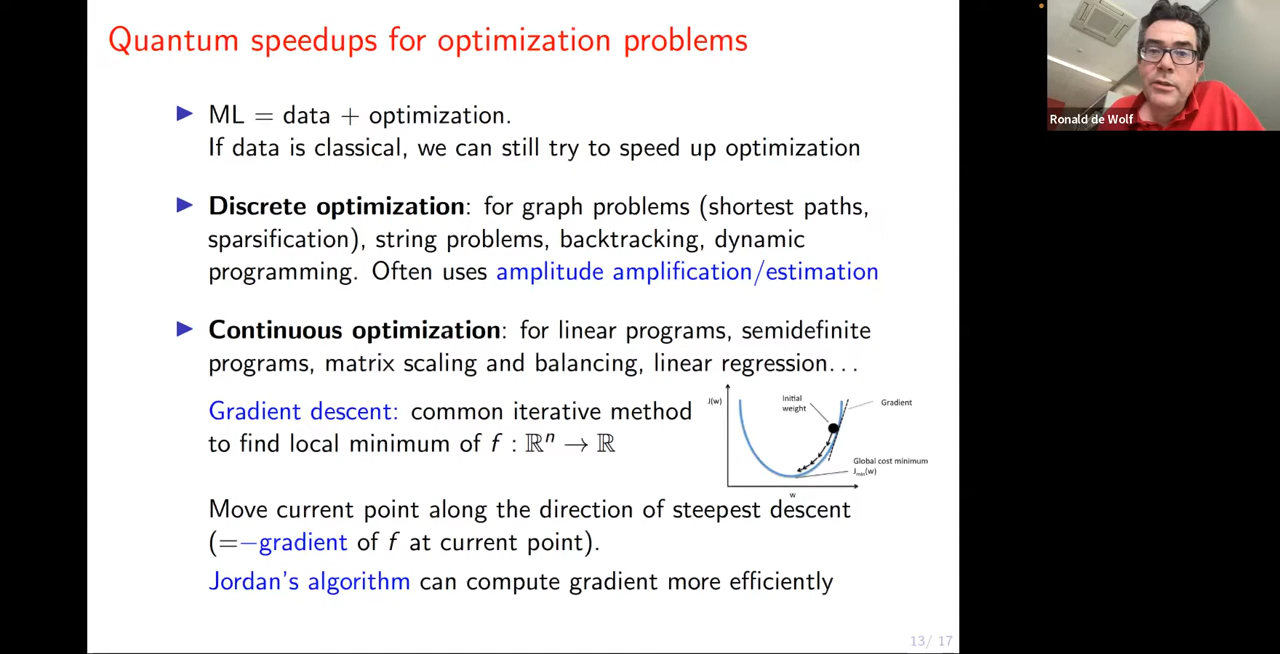 Quantum speedups for optimization problems
▶ ML = data + optimization.
If data is classical, we can still try to speed up optimization
▶ Discrete optimization: for graph problems (shortest paths,
sparsification), string problems, backtracking, dynamic
programming. Often uses amplitude amplification/estimation
▶ Continuous optimization: for linear programs, semidefinite
programs, matrix scaling and balancing, linear regression...
Gradient descent: common iterative method
to find local minimum of f : ℝⁿ → ℝ
J(w)
Initial
weight
Gradient
Global cost minimum
Jmin(w)
w
Move current point along the direction of steepest descent
(=−gradient of f at current point).
Jordan's algorithm can compute gradient more efficiently
13/ 17
Ronald de Wolf